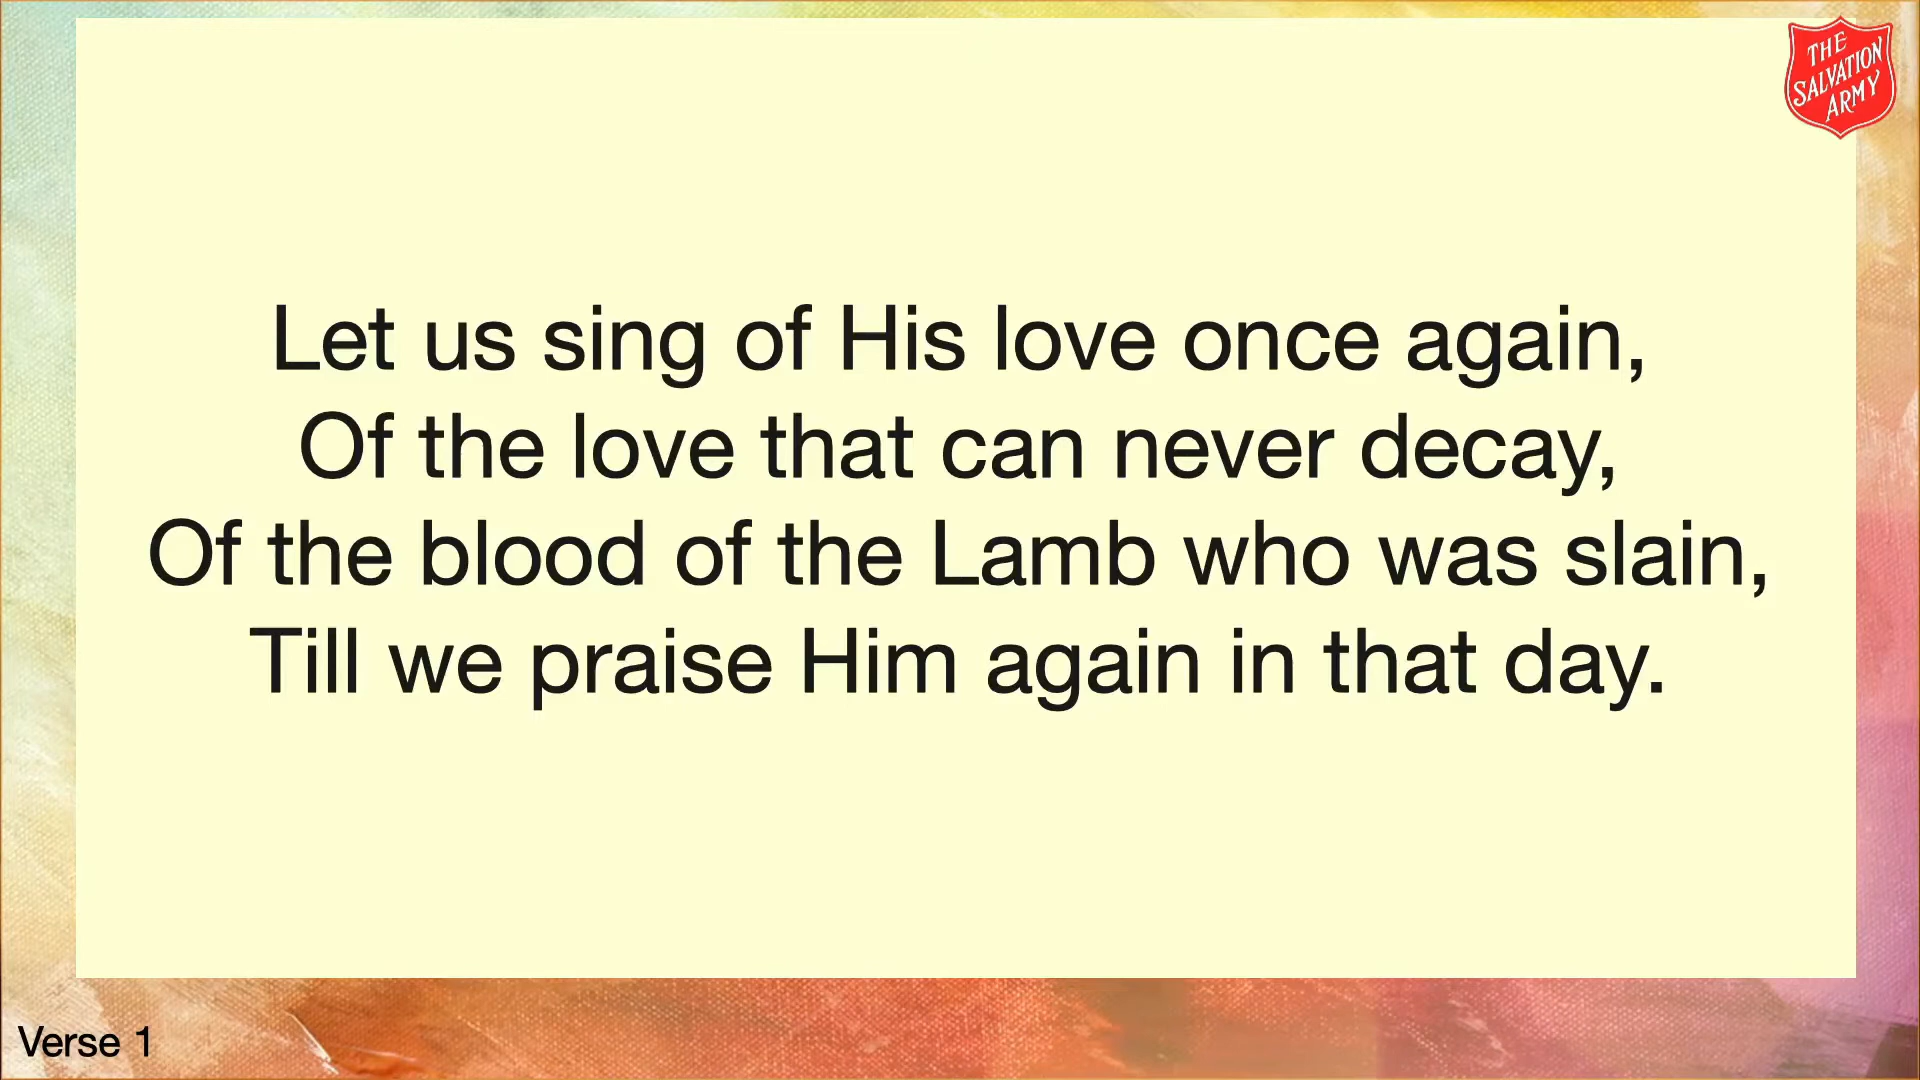 THE
SALVATION
ARMY
Let us sing of His love once again,
Of the love that can never decay,
Of the blood of the Lamb who was slain,
Till we praise Him again in that day.
Verse 1